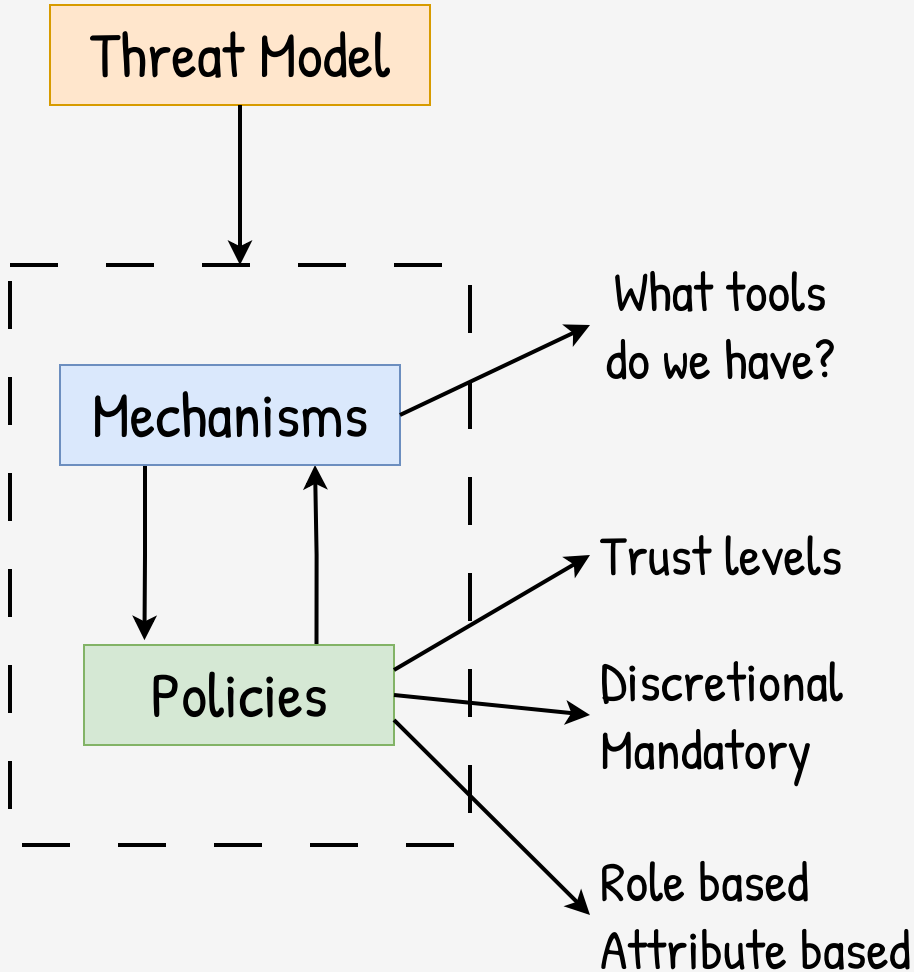 Threat Model
What tools
do we have?
Mechanisms
Trust levels
Policies
Discretional
Mandatory
Role based
Attribute based